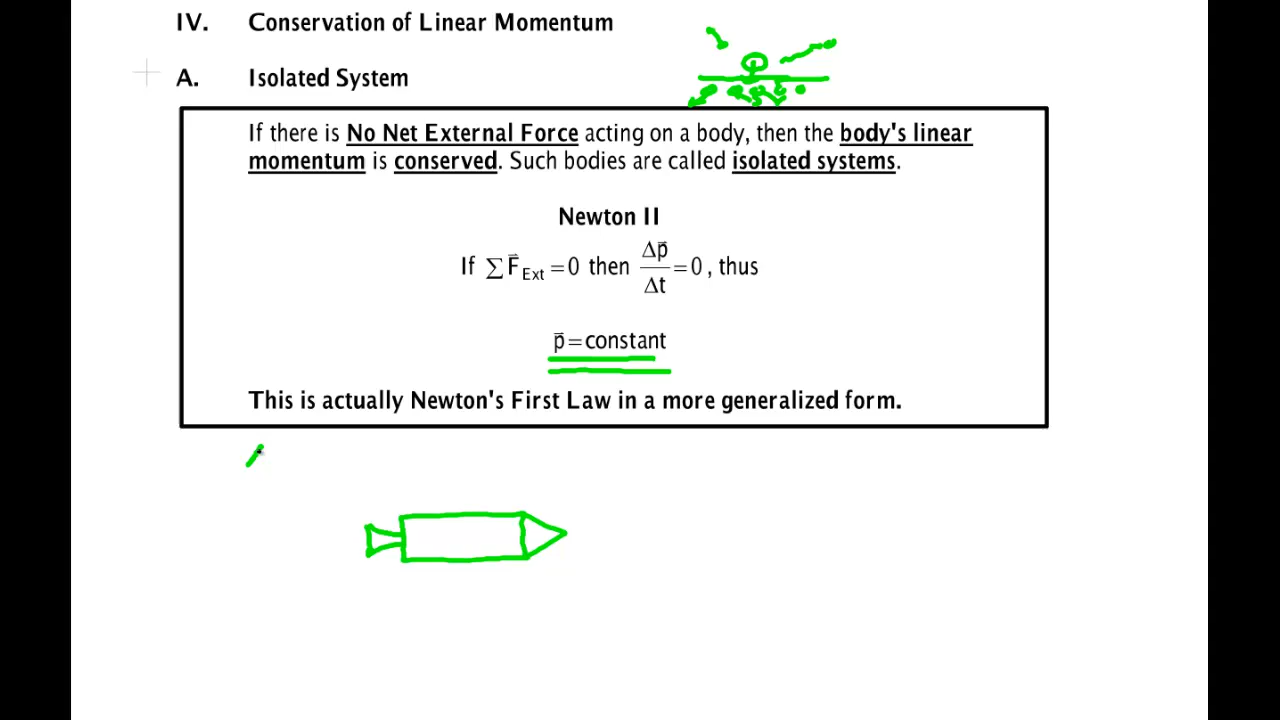 IV. Conservation of Linear Momentum
A. Isolated System
If there is No Net External Force acting on a body, then the body's linear
momentum is conserved. Such bodies are called isolated systems.
Newton II
If ∑F⃗Ext = 0 then Δp⃗/Δt = 0 , thus
p⃗ = constant
This is actually Newton's First Law in a more generalized form.